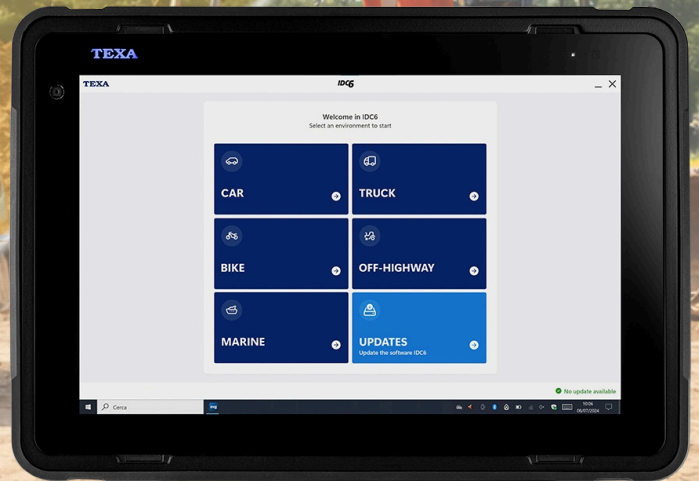 TEXA
TEXA
IDC6
Welcome in IDC6
Select an environment to start
CAR
TRUCK
BIKE
OFF-HIGHWAY
MARINE
UPDATES
Update the software IDC6
No update available
Cerca
10:06
06/07/2024